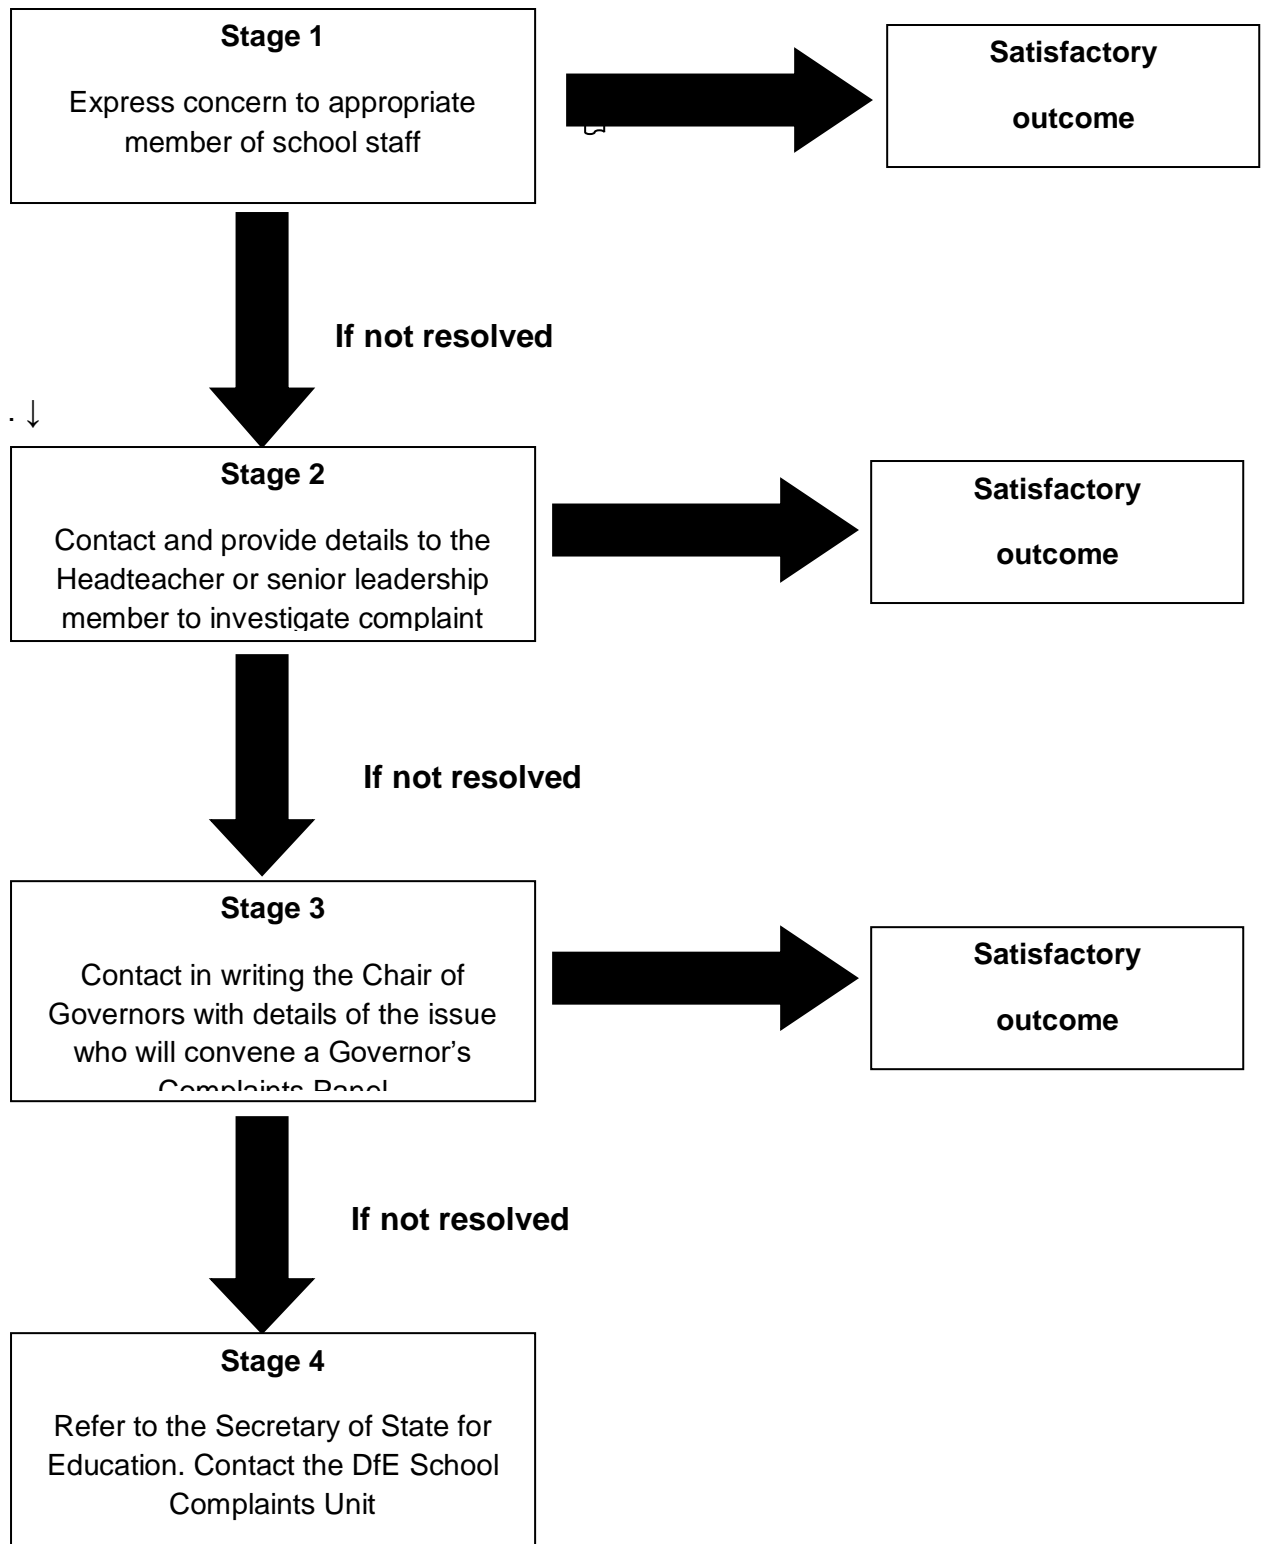 Stage 1
Express concern to appropriate
member of school staff
Satisfactory
outcome
If not resolved
. ↓
Stage 2
Contact and provide details to the
Headteacher or senior leadership
member to investigate complaint
Satisfactory
outcome
If not resolved
Stage 3
Contact in writing the Chair of
Governors with details of the issue
who will convene a Governor’s
Complaints Panel
Satisfactory
outcome
If not resolved
Stage 4
Refer to the Secretary of State for
Education. Contact the DfE School
Complaints Unit